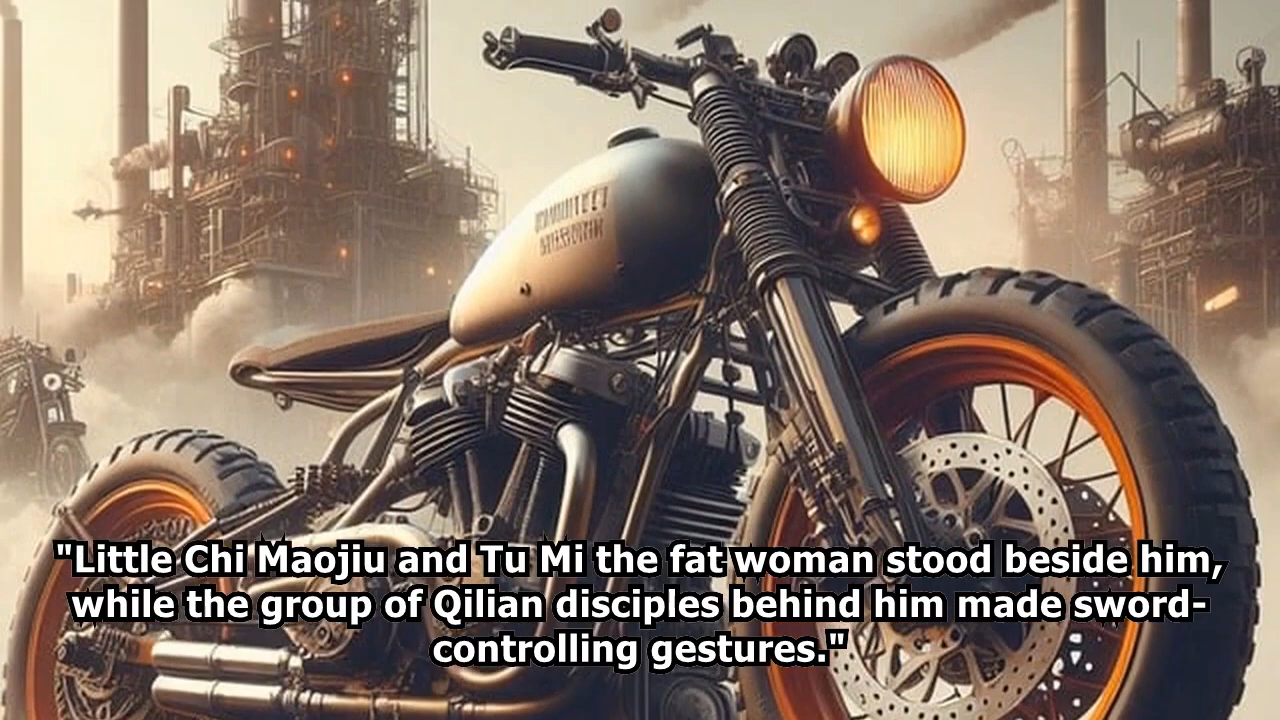 "Little Chi Maojiu and Tu Mi the fat woman stood beside him,
while the group of Qilian disciples behind him made sword-
controlling gestures."